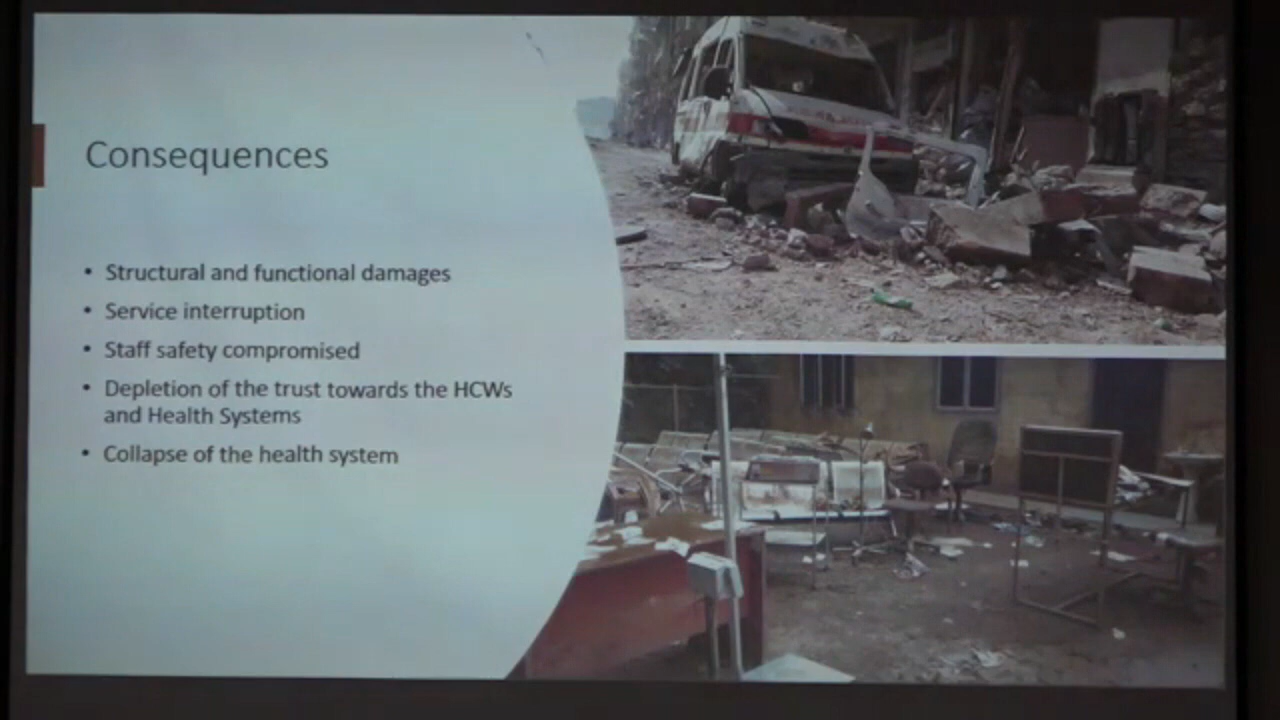 Consequences
• Structural and functional damages
• Service interruption
• Staff safety compromised
• Depletion of the trust towards the HCWs
and Health Systems
• Collapse of the health system